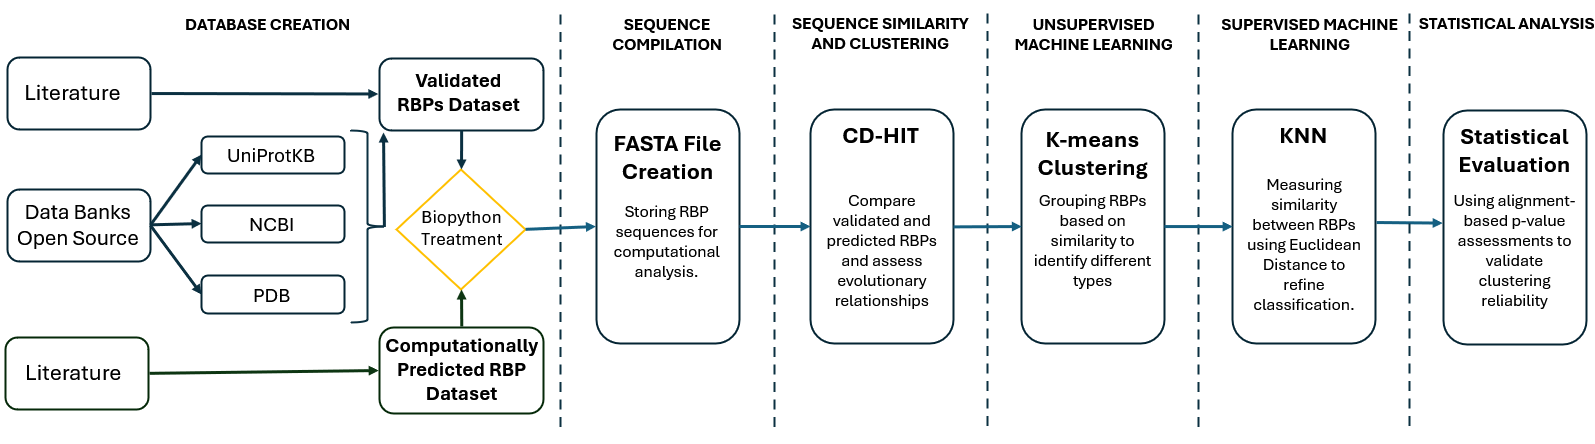 DATABASE CREATION
Literature
Validated
RBPs Dataset
Data Banks
Open Source
UniProtKB
NCBI
PDB
Biopython
Treatment
Literature
Computationally
Predicted RBP
Dataset
SEQUENCE
COMPILATION
FASTA File
Creation
Storing RBP
sequences for
computational
analysis.
SEQUENCE SIMILARITY
AND CLUSTERING
CD-HIT
Compare
validated and
predicted RBPs
and assess
evolutionary
relationships
UNSUPERVISED
MACHINE LEARNING
K-means
Clustering
Grouping RBPs
based on
similarity to
identify different
types
SUPERVISED MACHINE
LEARNING
KNN
Measuring
similarity
between RBPs
using Euclidean
Distance to
refine
classification.
STATISTICAL ANALYSIS
Statistical
Evaluation
Using alignment-
based p-value
assessments to
validate
clustering
reliability